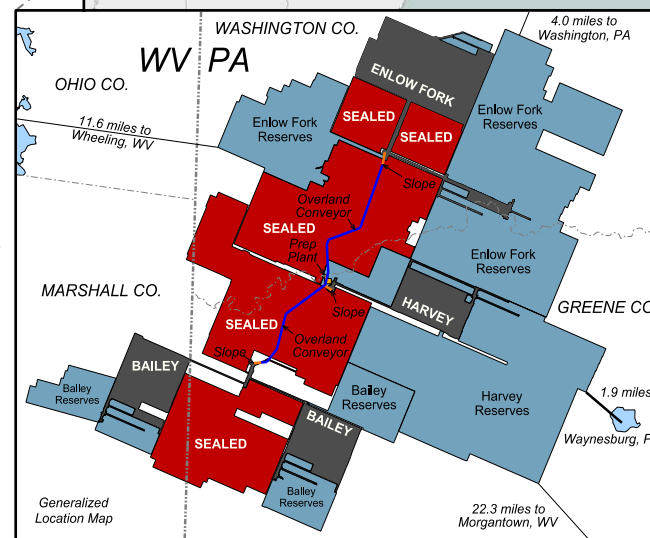 WASHINGTON CO.
4.0 miles to
Washington, PA
WV PA
OHIO CO.
ENLOW FORK
11.6 miles to
Wheeling, WV
Enlow Fork
Reserves
SEALED
SEALED
Enlow Fork
Reserves
Slope
Overland
Conveyor
SEALED
Prep
Plant
Enlow Fork
Reserves
MARSHALL CO.
Slope
HARVEY
GREENE CO
SEALED
Overland
Conveyor
Slope
BAILEY
Bailey
Reserves
Bailey
Reserves
Harvey
Reserves
1.9 miles
BAILEY
Waynesburg, P
SEALED
Bailey
Reserves
Generalized
Location Map
22.3 miles to
Morgantown, WV